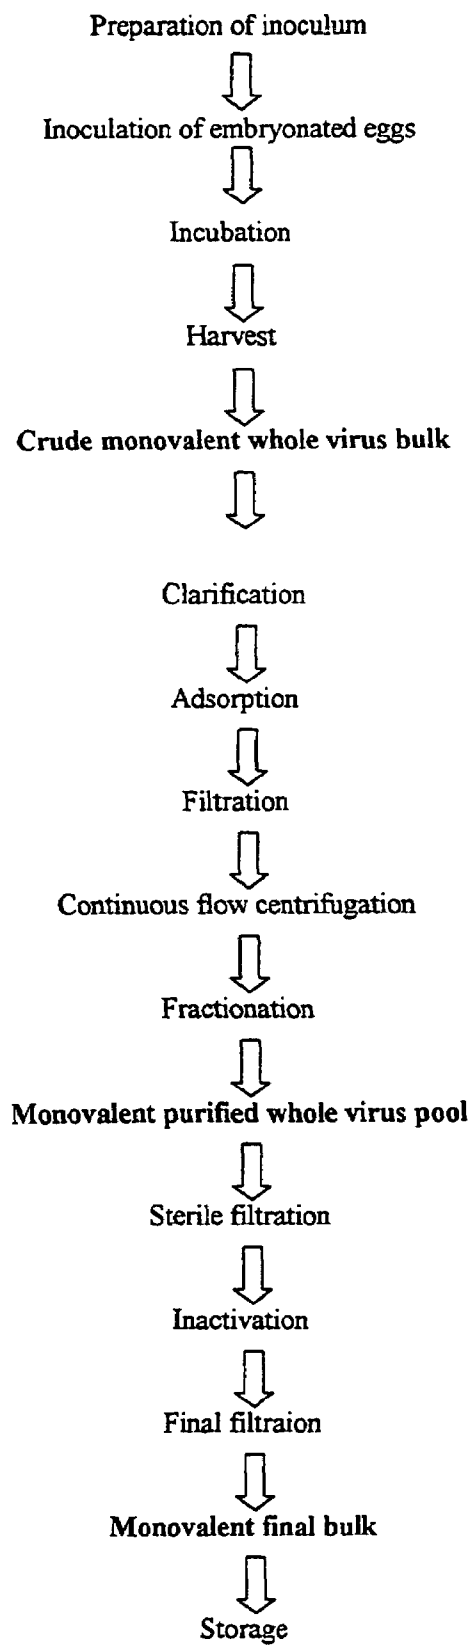 Preparation of inoculum
Inoculation of embryonated eggs
Incubation
Harvest
Crude monovalent whole virus bulk
Clarification
Adsorption
Filtration
Continuous flow centrifugation
Fractionation
Monovalent purified whole virus pool
Sterile filtration
Inactivation
Final filtraion
Monovalent final bulk
Storage